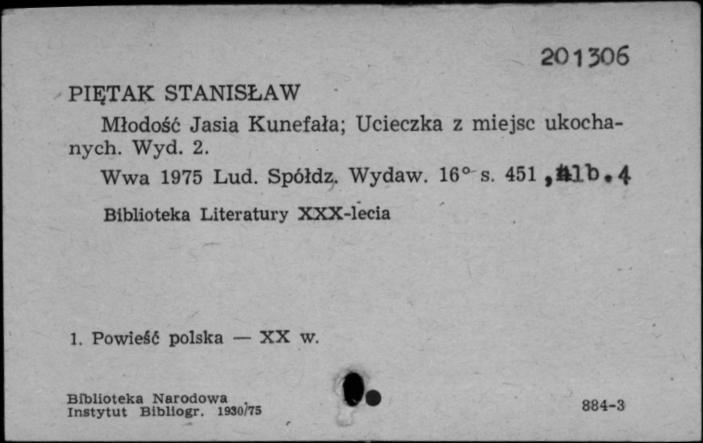 201306
PIĘTAK STANISŁAW
Młodość Jasia Kunefała; Ucieczka z miejsc ukocha-
nych. Wyd. 2.
Wwa 1975 Lud. Spółdz. Wydaw. 16° s. 451 ,alb.4
Biblioteka Literatury XXX-lecia
1. Powieść polska — XX w.
Biblioteka Narodowa
Instytut Bibliogr. 1930/75
884-3